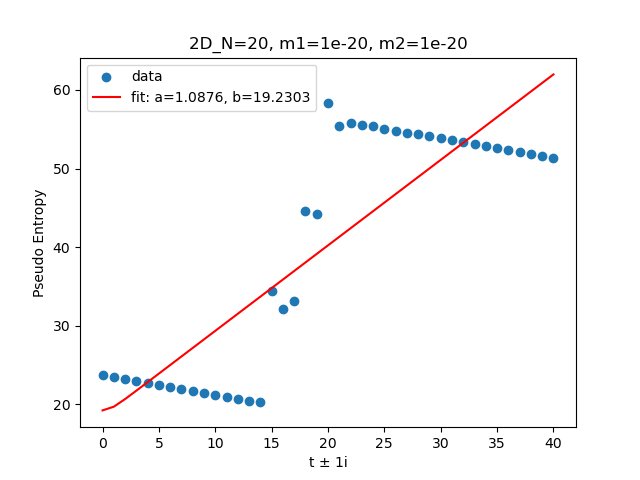 2D_N=20, m1=1e-20, m2=1e-20
data
fit: a=1.0876, b=19.2303
Pseudo Entropy
60
50
40
30
20
0 5 10 15 20 25 30 35 40
t ± 1i